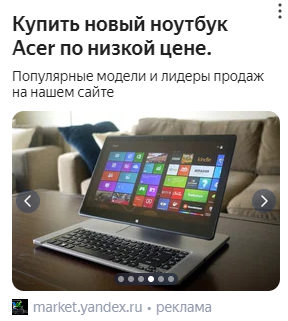 Купить новый ноутбук
Acer по низкой цене.
Популярные модели и лидеры продаж
на нашем сайте
market.yandex.ru • реклама